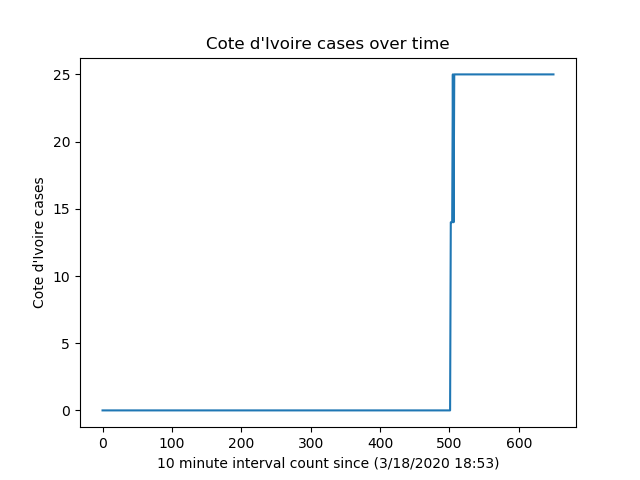 Cote d'Ivoire cases over time
25
20
15
10
5
0
Cote d'Ivoire cases
0 100 200 300 400 500 600
10 minute interval count since (3/18/2020 18:53)